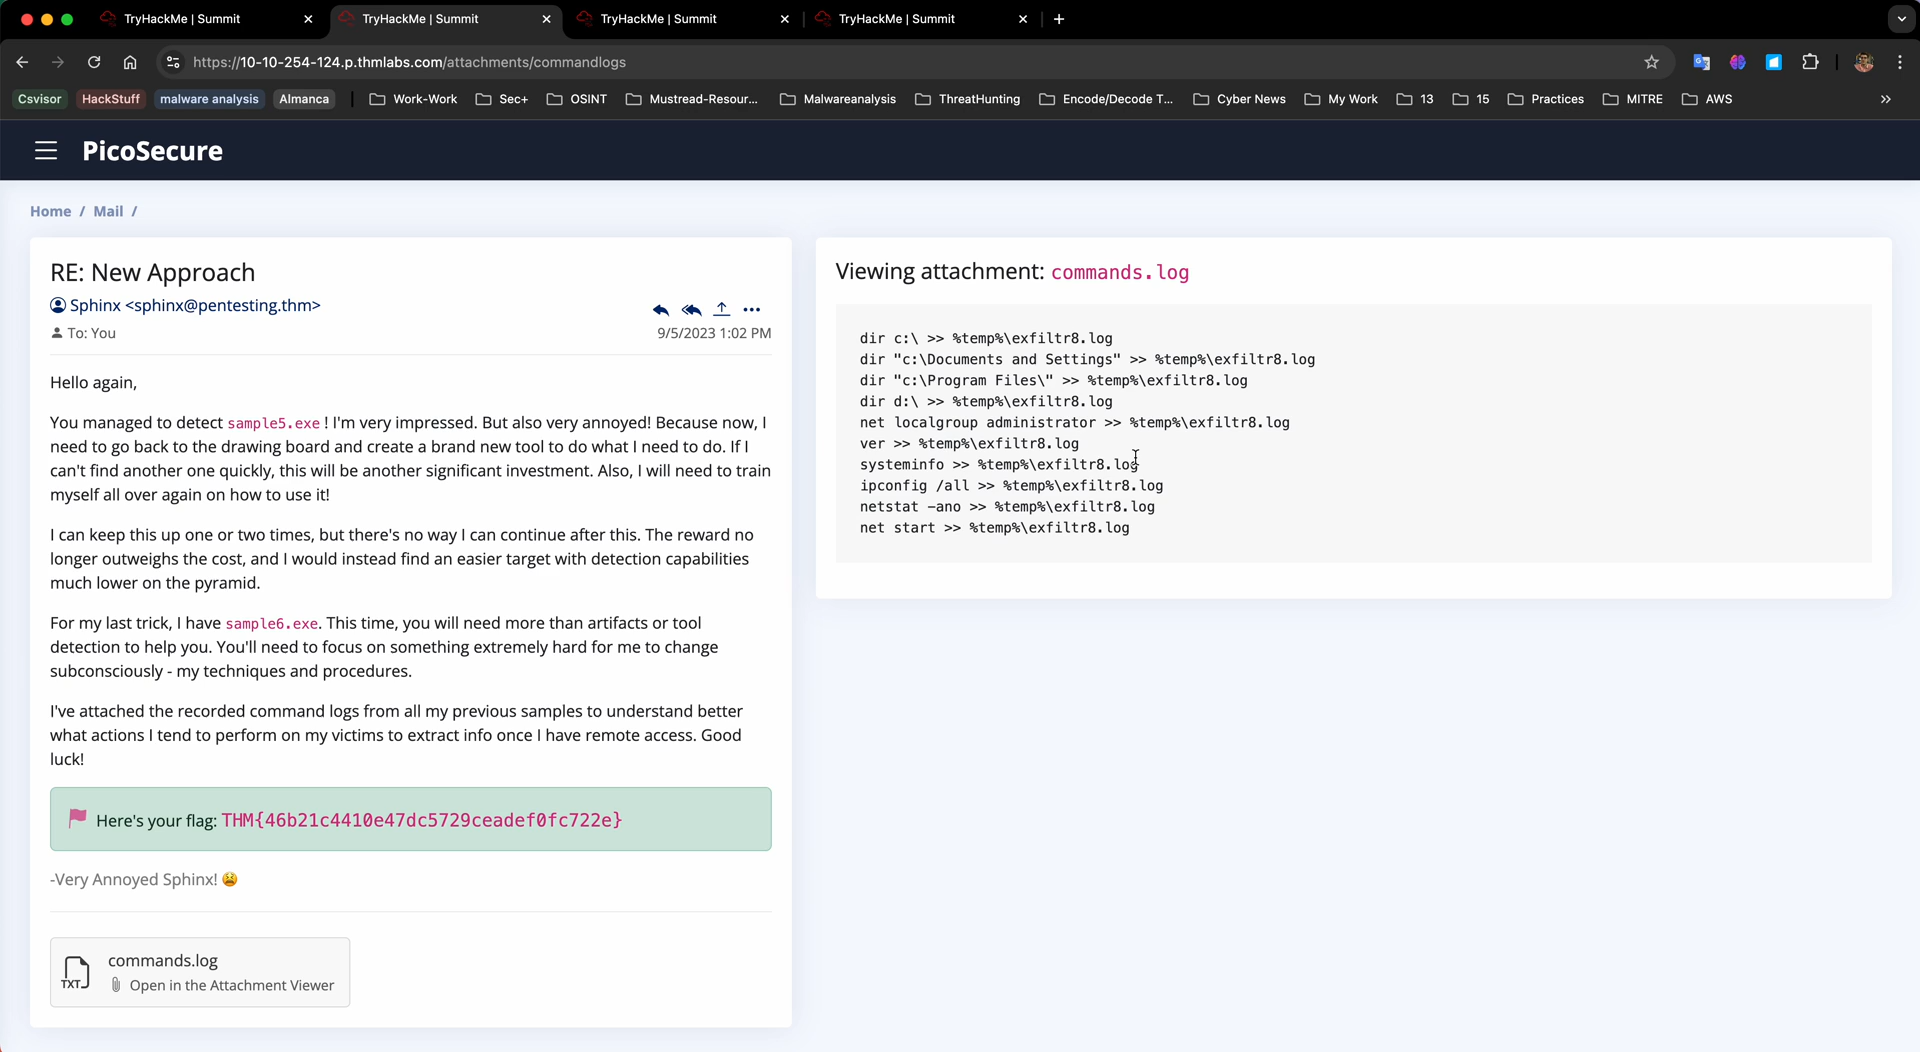 TryHackMe | Summit
TryHackMe | Summit
TryHackMe | Summit
TryHackMe | Summit
https://10-10-254-124.p.thmlabs.com/attachments/commandlogs
Csvisor HackStuff malware analysis Almanca Work-Work Sec+ OSINT Mustread-Resour... Malwareanalysis ThreatHunting Encode/Decode T... Cyber News My Work 13 15 Practices MITRE AWS »
PicoSecure
Home / Mail /
RE: New Approach
Sphinx <sphinx@pentesting.thm>
To: You
9/5/2023 1:02 PM
Hello again,
You managed to detect sample5.exe ! I'm very impressed. But also very annoyed! Because now, I
need to go back to the drawing board and create a brand new tool to do what I need to do. If I
can't find another one quickly, this will be another significant investment. Also, I will need to train
myself all over again on how to use it!
I can keep this up one or two times, but there's no way I can continue after this. The reward no
longer outweighs the cost, and I would instead find an easier target with detection capabilities
much lower on the pyramid.
For my last trick, I have sample6.exe. This time, you will need more than artifacts or tool
detection to help you. You'll need to focus on something extremely hard for me to change
subconsciously - my techniques and procedures.
I've attached the recorded command logs from all my previous samples to understand better
what actions I tend to perform on my victims to extract info once I have remote access. Good
luck!
Here's your flag: THM{46b21c4410e47dc5729ceadef0fc722e}
-Very Annoyed Sphinx! 😫
TXT
commands.log
Open in the Attachment Viewer
Viewing attachment: commands.log
dir c:\ >> %temp%\exfiltr8.log
dir "c:\Documents and Settings" >> %temp%\exfiltr8.log
dir "c:\Program Files\" >> %temp%\exfiltr8.log
dir d:\ >> %temp%\exfiltr8.log
net localgroup administrator >> %temp%\exfiltr8.log
ver >> %temp%\exfiltr8.log
systeminfo >> %temp%\exfiltr8.log
ipconfig /all >> %temp%\exfiltr8.log
netstat -ano >> %temp%\exfiltr8.log
net start >> %temp%\exfiltr8.log